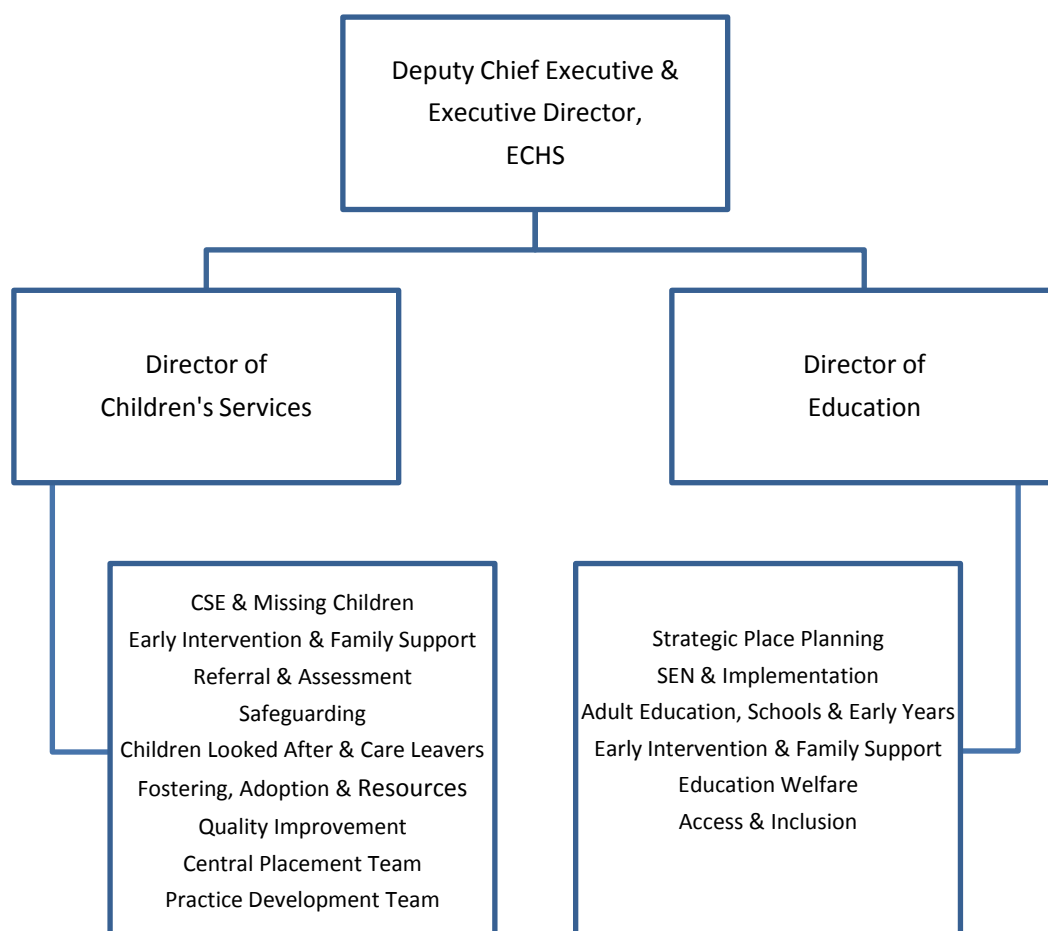 Deputy Chief Executive &
Executive Director,
ECHS
Director of
Children's Services
Director of
Education
CSE & Missing Children
Early Intervention & Family Support
Referral & Assessment
Safeguarding
Children Looked After & Care Leavers
Fostering, Adoption & Resources
Quality Improvement
Central Placement Team
Practice Development Team
Strategic Place Planning
SEN & Implementation
Adult Education, Schools & Early Years
Early Intervention & Family Support
Education Welfare
Access & Inclusion